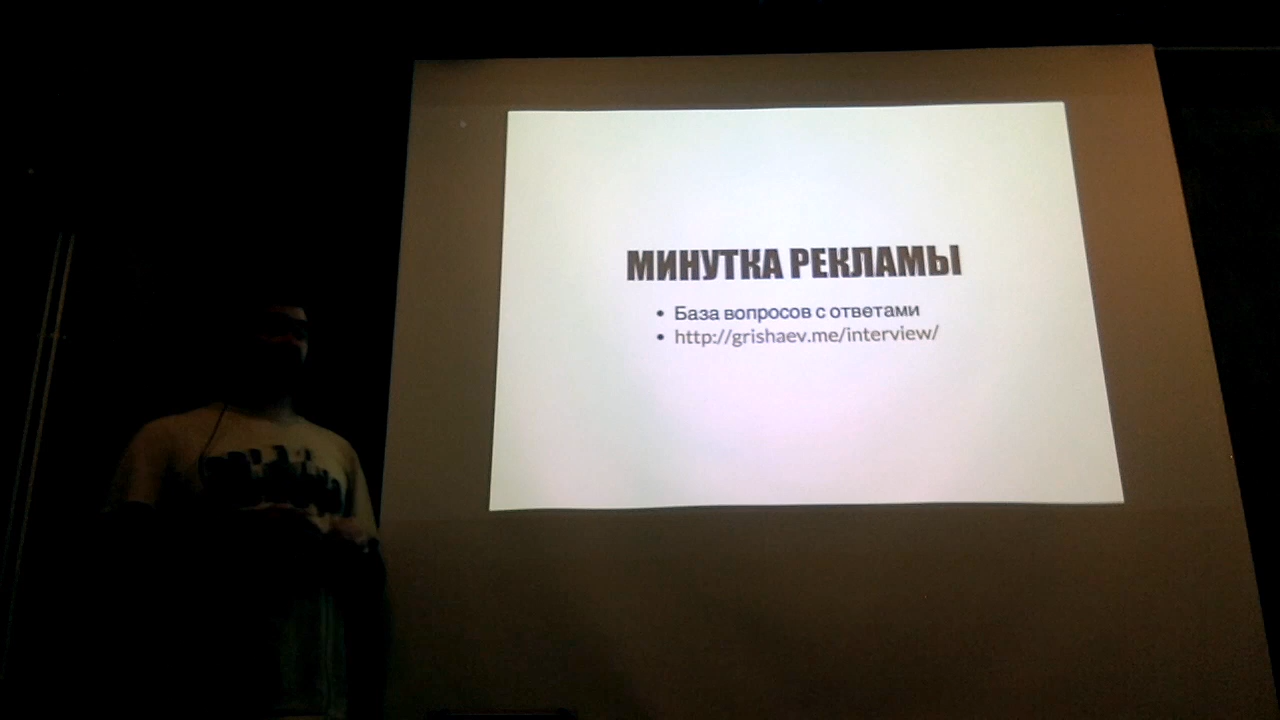 МИНУТКА РЕКЛАМЫ
• База вопросов с ответами
• http://grishaev.me/interview/